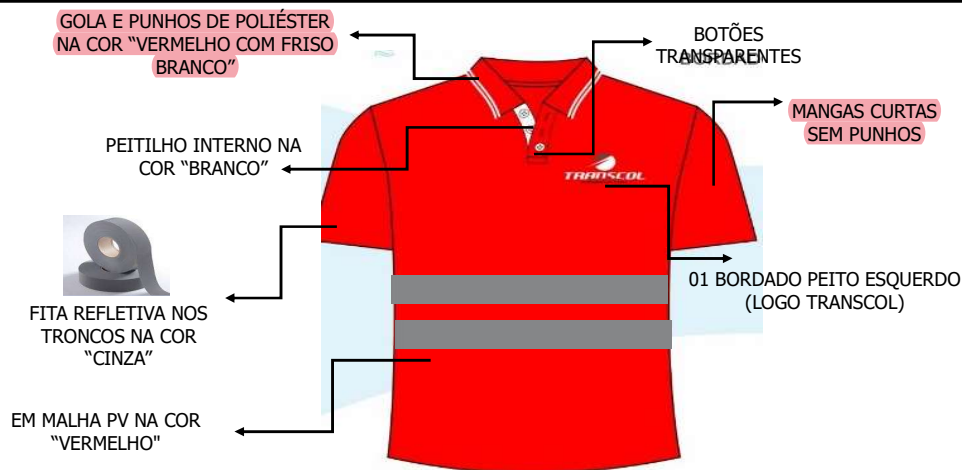 GOLA E PUNHOS DE POLIÉSTER
NA COR “VERMELHO COM FRISO
BRANCO”
BOTÕES
TRANSPARENTES
MANGAS CURTAS
SEM PUNHOS
PEITILHO INTERNO NA
COR “BRANCO”
TRANSCOL
01 BORDADO PEITO ESQUERDO
(LOGO TRANSCOL)
FITA REFLETIVA NOS
TRONCOS NA COR
“CINZA”
EM MALHA PV NA COR
“VERMELHO"